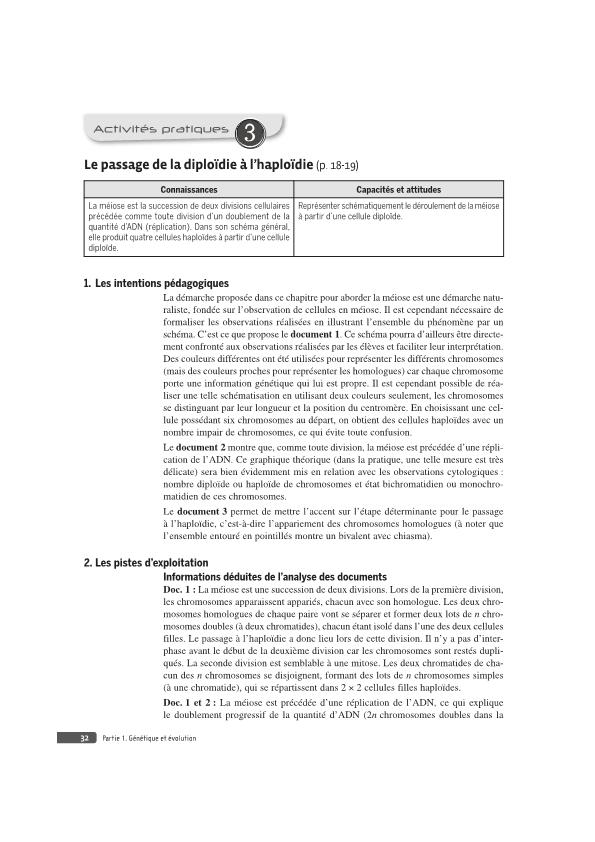 Activités pratiques 3
Le passage de la diploïdie à l'haploïdie (p. 18-19)
Connaissances
Capacités et attitudes
La méiose est la succession de deux divisions cellulaires
précédée comme toute division d'un doublement de la
quantité d'ADN (réplication). Dans son schéma général,
elle produit quatre cellules haploïdes à partir d'une cellule
diploïde.
Représenter schématiquement le déroulement de la méiose
à partir d'une cellule diploïde.
1. Les intentions pédagogiques
La démarche proposée dans ce chapitre pour aborder la méiose est une démarche natu-
raliste, fondée sur l'observation de cellules en méiose. Il est cependant nécessaire de
formaliser les observations réalisées en illustrant l'ensemble du phénomène par un
schéma. C'est ce que propose le document 1. Ce schéma pourra d'ailleurs être directe-
ment confronté aux observations réalisées par les élèves et faciliter leur interprétation.
Des couleurs différentes ont été utilisées pour représenter les différents chromosomes
(mais des couleurs proches pour représenter les homologues) car chaque chromosome
porte une information génétique qui lui est propre. Il est cependant possible de réa-
liser une telle schématisation en utilisant deux couleurs seulement, les chromosomes
se distinguant par leur longueur et la position du centromère. En choisissant une cel-
lule possédant six chromosomes au départ, on obtient des cellules haploïdes avec un
nombre impair de chromosomes, ce qui évite toute confusion.
Le document 2 montre que, comme toute division, la méiose est précédée d'une répli-
cation de l'ADN. Ce graphique théorique (dans la pratique, une telle mesure est très
délicate) sera bien évidemment mis en relation avec les observations cytologiques :
nombre diploïde ou haploïde de chromosomes et état bichromatidien ou monochro-
matidien de ces chromosomes.
Le document 3 permet de mettre l'accent sur l'étape déterminante pour le passage
à l'haploïdie, c'est-à-dire l'appariement des chromosomes homologues (à noter que
l'ensemble entouré en pointillés montre un bivalent avec chiasma).
2. Les pistes d'exploitation
Informations déduites de l'analyse des documents
Doc. 1 : La méiose est une succession de deux divisions. Lors de la première division,
les chromosomes apparaissent appariés, chacun avec son homologue. Les deux chro-
mosomes homologues de chaque paire vont se séparer et former deux lots de n chro-
mosomes doubles (à deux chromatides), chacun étant isolé dans l'une des deux cellules
filles. Le passage à l'haploïdie a donc lieu lors de cette division. Il n'y a pas d'inter-
phase avant le début de la deuxième division car les chromosomes sont restés dupli-
qués. La seconde division est semblable à une mitose. Les deux chromatides de cha-
cun des n chromosomes se disjoignent, formant des lots de n chromosomes simples
(à une chromatide), qui se répartissent dans 2 × 2 cellules filles haploïdes.
Doc. 1 et 2 : La méiose est précédée d'une réplication de l'ADN, ce qui explique
le doublement progressif de la quantité d'ADN (2n chromosomes doubles dans la
32 Partie 1. Génétique et évolution